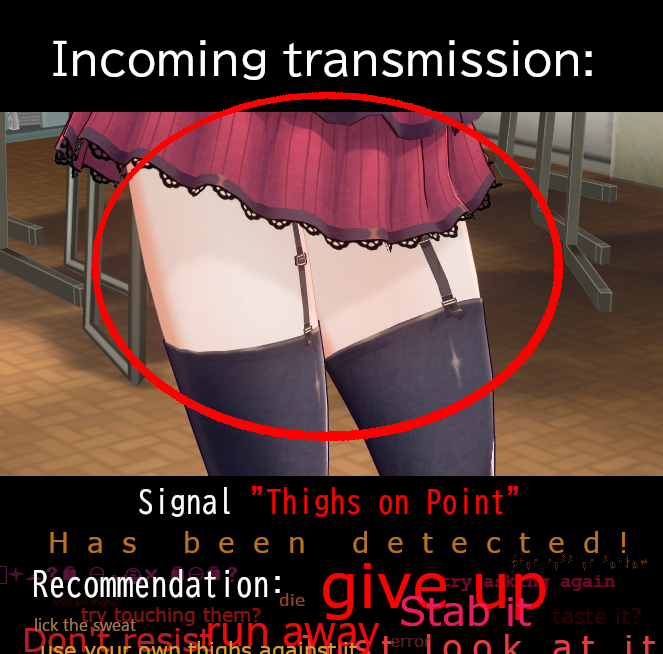 Incoming transmission:
Signal "Thighs on Point"
Has been detected!
Recommendation:
give up
try asking again
die
Stab it
try touching them?
taste it?
lick the sweat
Don't resist
run away
error
just look at it
use your own thighs against it